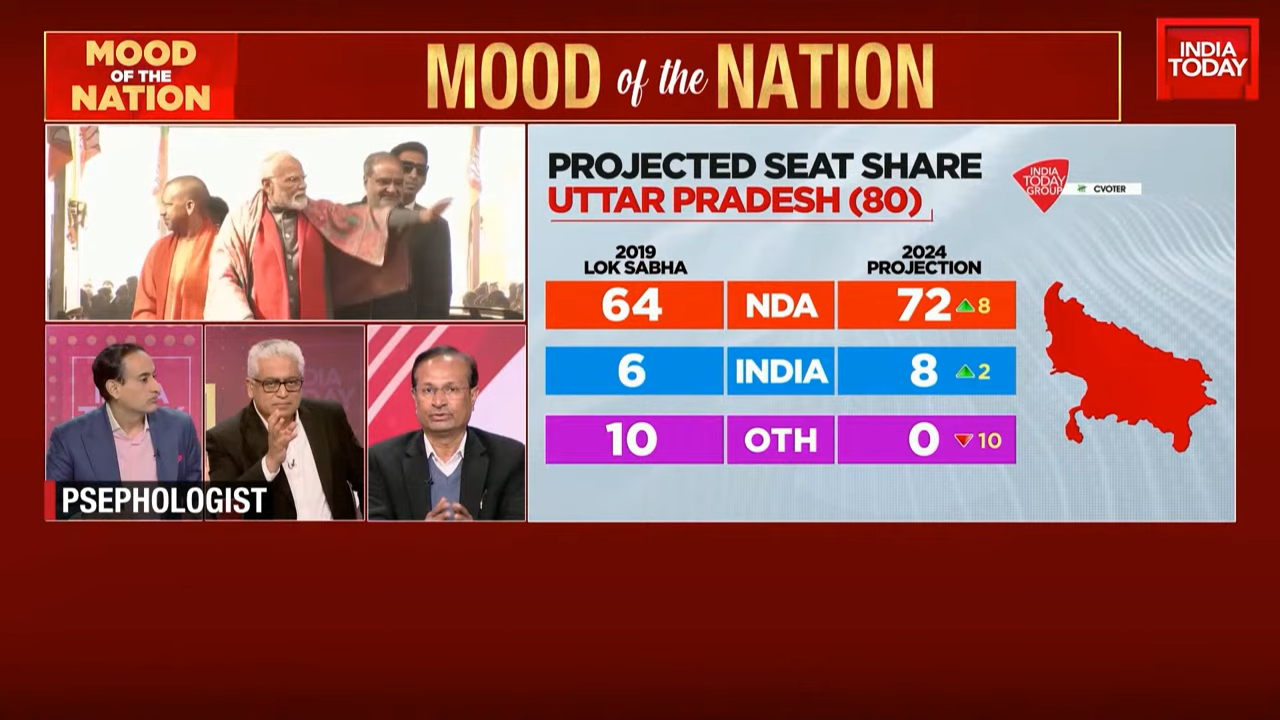 MOOD
OF THE
NATION
MOOD of the NATION
INDIA
TODAY
PROJECTED SEAT SHARE
UTTAR PRADESH (80)
INDIA
TODAY
GROUP
CVOTER
2019
LOK SABHA
2024
PROJECTION
64 NDA 72 8
6 INDIA 8 2
10 OTH 0 10
PSEPHOLOGIST